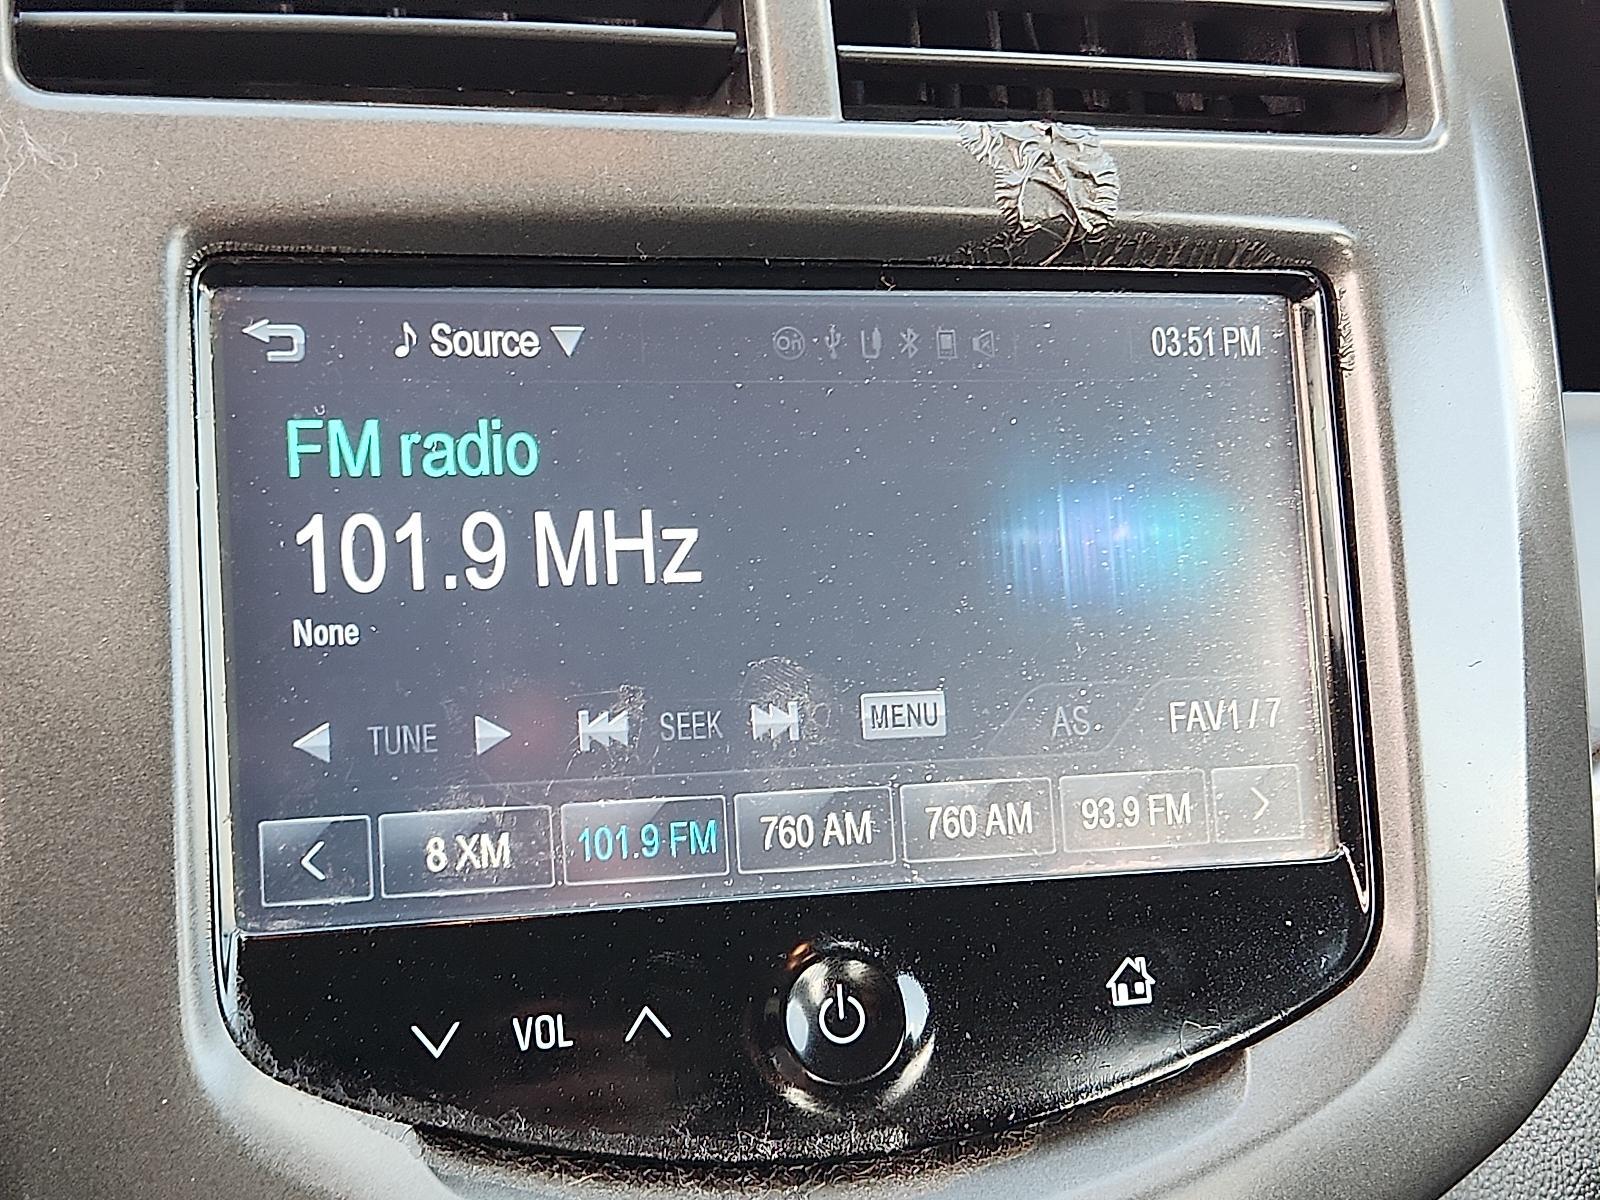 Source 03:51 PM
FM radio
101.9 MHz
None
TUNE SEEK MENU AS FAV1 / 7
8 XM 101.9 FM 760 AM 760 AM 93.9 FM
VOL